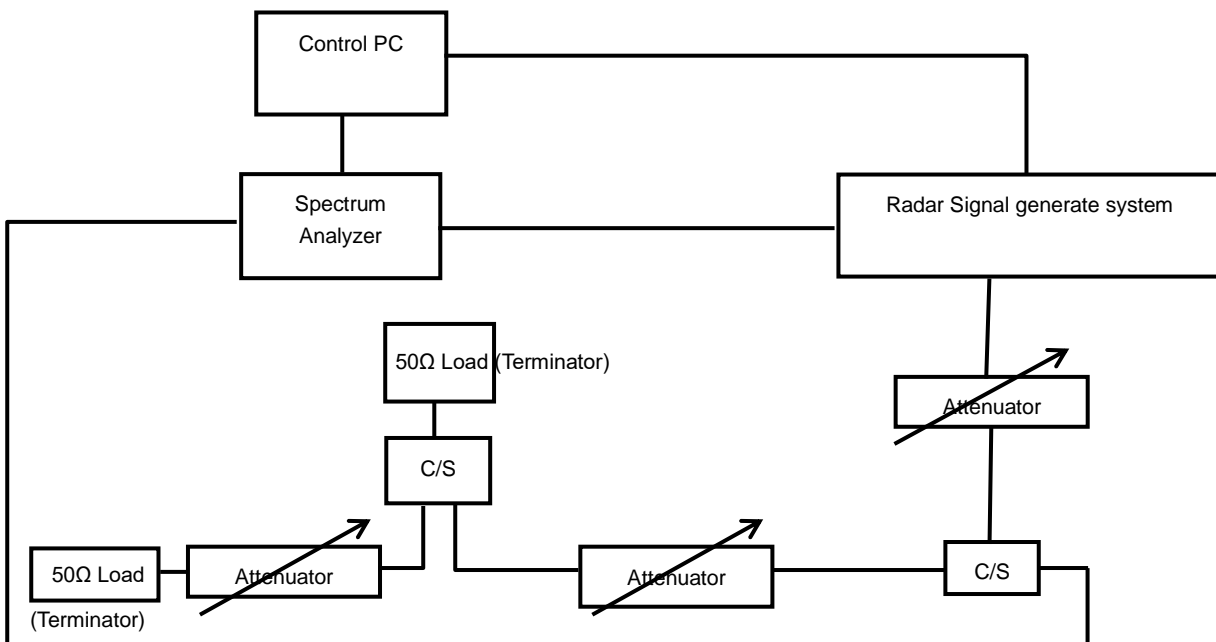 Control PC
Spectrum
Analyzer
Radar Signal generate system
50Ω Load (Terminator)
Attenuator
C/S
50Ω Load
(Terminator)
Attenuator
Attenuator
C/S